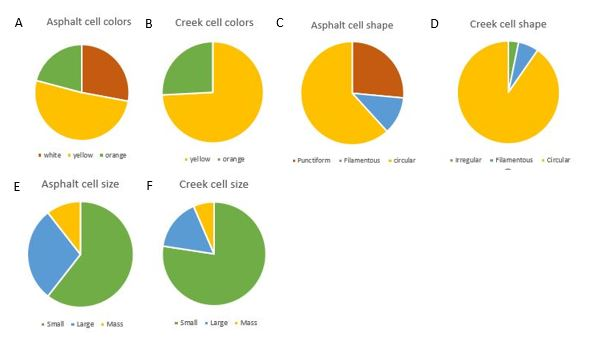 A Asphalt cell colors
white yellow orange
B Creek cell colors
yellow orange
C Asphalt cell shape
Punctiform Filamentous circular
D Creek cell shape
Irregular Filamentous Circular
E Asphalt cell size
Small Large Mass
F Creek cell size
Small Large Mass